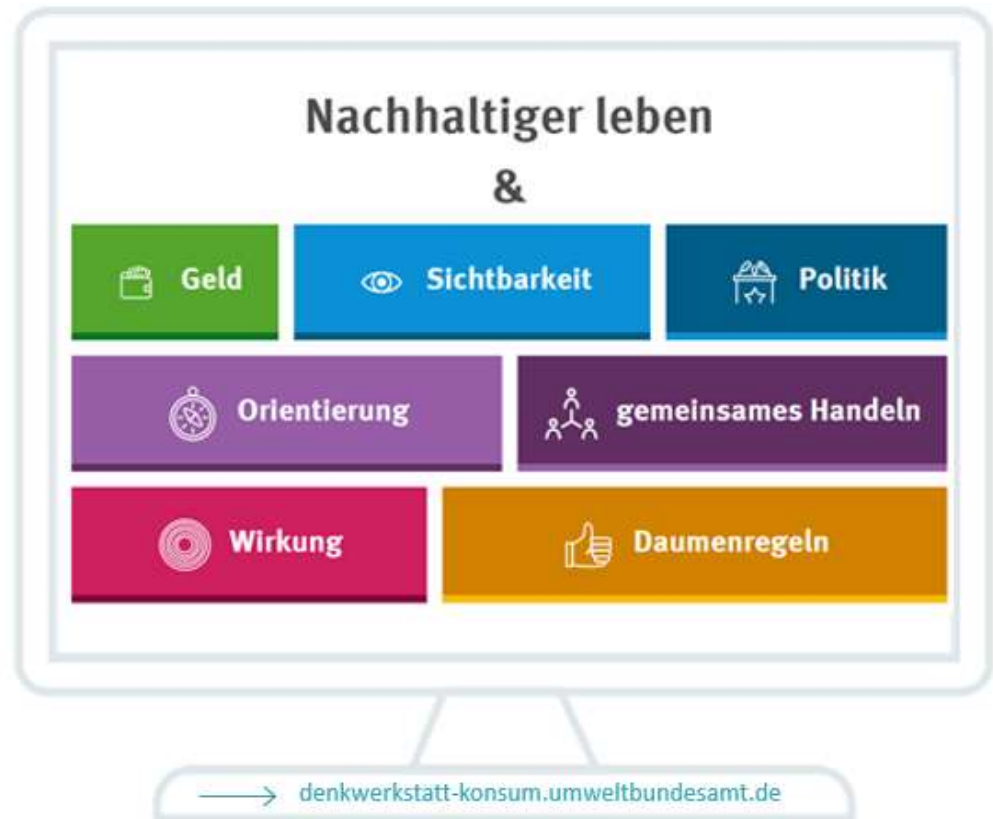 Nachhaltiger leben
&
Geld Sichtbarkeit Politik
Orientierung gemeinsames Handeln
Wirkung Daumenregeln
denkwerkstatt-konsum.umweltbundesamt.de